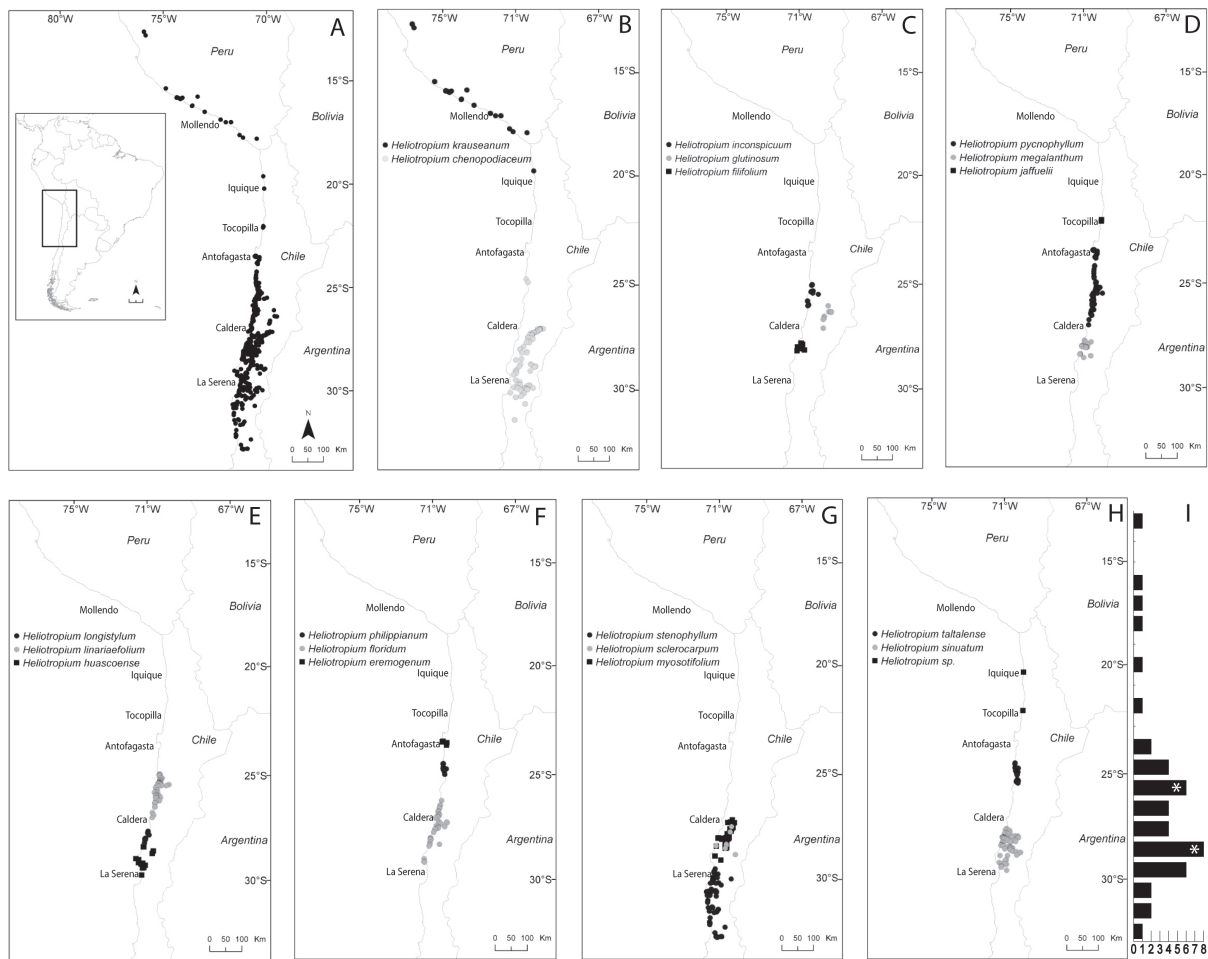 80°W 75°W 70°W
A
Peru
15°S
Bolivia
Mollendo
20°S
Iquique
Tocopilla
Antofagasta
Chile
25°S
Caldera
Argentina
La Serena
30°S
N
0 50 100 Km
75°W 71°W 67°W
B
Peru
15°S
Mollendo
Bolivia
Heliotropium krauseanum
Heliotropium chenopodiaceum
Iquique
20°S
Tocopilla
Antofagasta
Chile
25°S
Caldera
Argentina
La Serena
30°S
0 50 100 Km
75°W 71°W 67°W
C
Peru
15°S
Mollendo
Bolivia
Heliotropium inconspicuum
Heliotropium glutinosum
Heliotropium filifolium
Iquique
20°S
Tocopilla
Antofagasta
Chile
25°S
Caldera
Argentina
La Serena
30°S
0 50 100 Km
75°W 71°W 67°W
D
Peru
15°S
Mollendo
Bolivia
Heliotropium pycnophyllum
Heliotropium megalanthum
Heliotropium jaffuelii
Iquique
20°S
Tocopilla
Antofagasta
Chile
25°S
Caldera
Argentina
La Serena
30°S
0 50 100 Km
75°W 71°W 67°W
E
Peru
15°S
Mollendo
Bolivia
Heliotropium longistylum
Heliotropium linariaefolium
Heliotropium huascoense
Iquique
20°S
Tocopilla
Antofagasta
Chile
25°S
Caldera
Argentina
La Serena
30°S
0 50 100 Km
75°W 71°W 67°W
F
Peru
15°S
Mollendo
Bolivia
Heliotropium philippianum
Heliotropium floridum
Heliotropium eremogenum
Iquique
20°S
Tocopilla
Antofagasta
Chile
25°S
Caldera
Argentina
La Serena
30°S
0 50 100 Km
75°W 71°W 67°W
G
Peru
15°S
Mollendo
Bolivia
Heliotropium stenophyllum
Heliotropium sclerocarpum
Heliotropium myosotifolium
Iquique
20°S
Tocopilla
Antofagasta
Chile
25°S
Caldera
Argentina
La Serena
30°S
0 50 100 Km
75°W 71°W 67°W
H
Peru
15°S
Mollendo
Bolivia
Heliotropium taltalense
Heliotropium sinuatum
Heliotropium sp.
Iquique
20°S
Tocopilla
Antofagasta
Chile
25°S
Caldera
Argentina
La Serena
30°S
0 50 100 Km
I
*
*
0 1 2 3 4 5 6 7 8